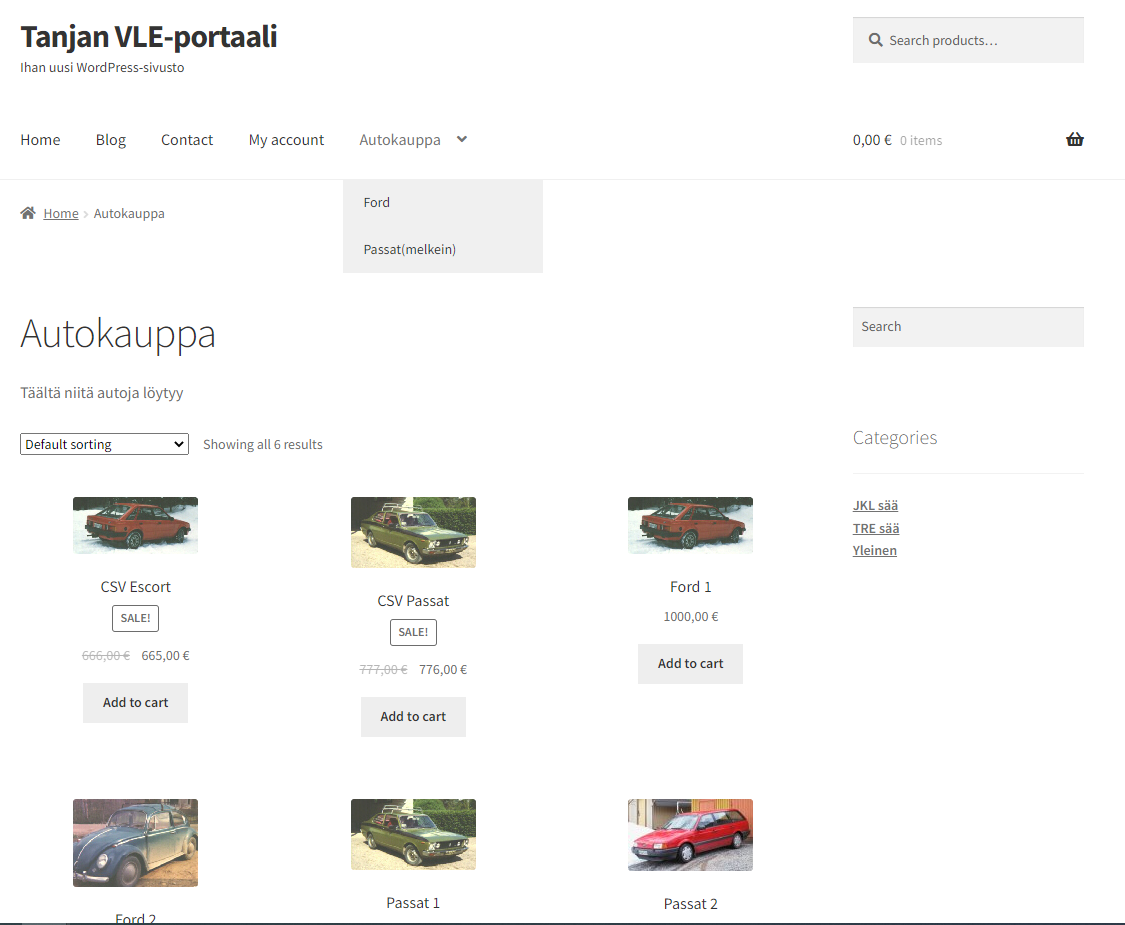 Tanjan VLE-portaali
Ihan uusi WordPress-sivusto
Search products…
Home Blog Contact My account Autokauppa
0,00 € 0 items
Ford
Passat(melkein)
Home › Autokauppa
Autokauppa
Täältä niitä autoja löytyy
Default sorting Showing all 6 results
CSV Escort
SALE!
666,00 € 665,00 €
Add to cart
CSV Passat
SALE!
777,00 € 776,00 €
Add to cart
Ford 1
1000,00 €
Add to cart
Ford 2
Passat 1
Passat 2
Search
Categories
JKL sää
TRE sää
Yleinen